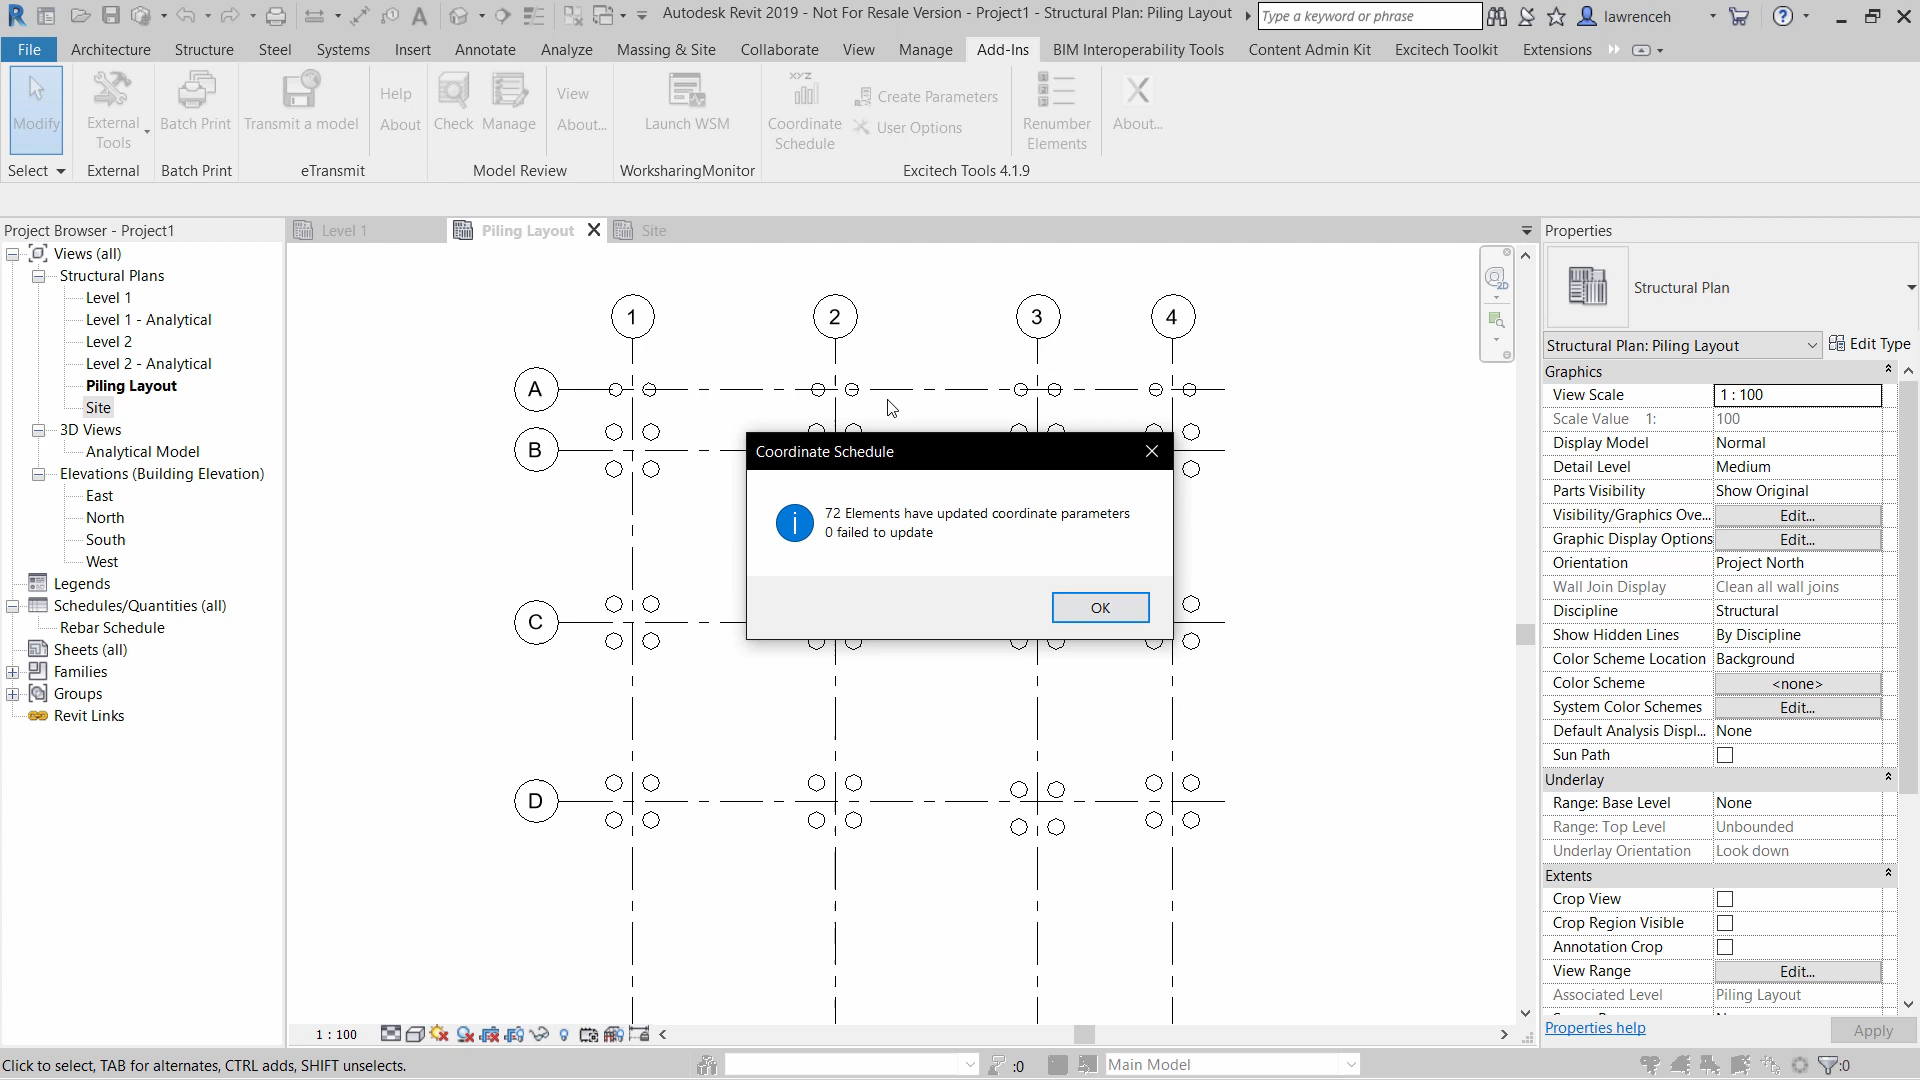 Autodesk Revit 2019 - Not For Resale Version - Project1 - Structural Plan: Piling Layout
Type a keyword or phrase
lawrenceh
File Architecture Structure Steel Systems Insert Annotate Analyze Massing & Site Collaborate View Manage Add-Ins BIM Interoperability Tools Content Admin Kit Excitech Toolkit Extensions
Modify
External
Tools
Batch Print
Transmit a model
Help
About
Check
Manage
View
About...
Launch WSM
XYZ
Coordinate
Schedule
Create Parameters
User Options
Renumber
Elements
About...
Select External Batch Print eTransmit Model Review WorksharingMonitor Excitech Tools 4.1.9
Project Browser - Project1
Views (all)
Structural Plans
Level 1
Level 1 - Analytical
Level 2
Level 2 - Analytical
Piling Layout
Site
3D Views
Analytical Model
Elevations (Building Elevation)
East
North
South
West
Legends
Schedules/Quantities (all)
Rebar Schedule
Sheets (all)
Families
Groups
Revit Links
Level 1 Piling Layout Site
1 2 3 4
A
B
C
D
2D
Coordinate Schedule
72 Elements have updated coordinate parameters
0 failed to update
OK
Properties
Structural Plan
Structural Plan: Piling Layout Edit Type
Graphics
View Scale 1 : 100
Scale Value 1: 100
Display Model Normal
Detail Level Medium
Parts Visibility Show Original
Visibility/Graphics Ove... Edit...
Graphic Display Options Edit...
Orientation Project North
Wall Join Display Clean all wall joins
Discipline Structural
Show Hidden Lines By Discipline
Color Scheme Location Background
Color Scheme <none>
System Color Schemes Edit...
Default Analysis Displ... None
Sun Path
Underlay
Range: Base Level None
Range: Top Level Unbounded
Underlay Orientation Look down
Extents
Crop View
Crop Region Visible
Annotation Crop
View Range Edit...
Associated Level Piling Layout
Properties help Apply
1 : 100
Click to select, TAB for alternates, CTRL adds, SHIFT unselects.
:0
Main Model
:0